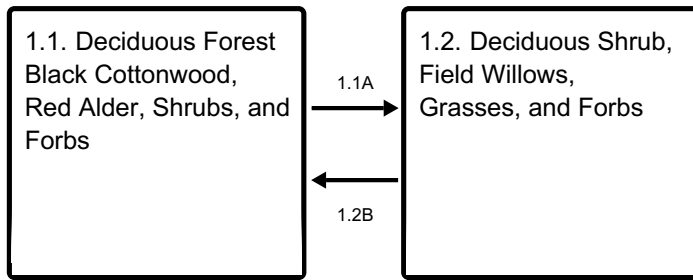 1.1. Deciduous Forest
Black Cottonwood,
Red Alder, Shrubs, and
Forbs
1.1A
1.2B
1.2. Deciduous Shrub,
Field Willows,
Grasses, and Forbs